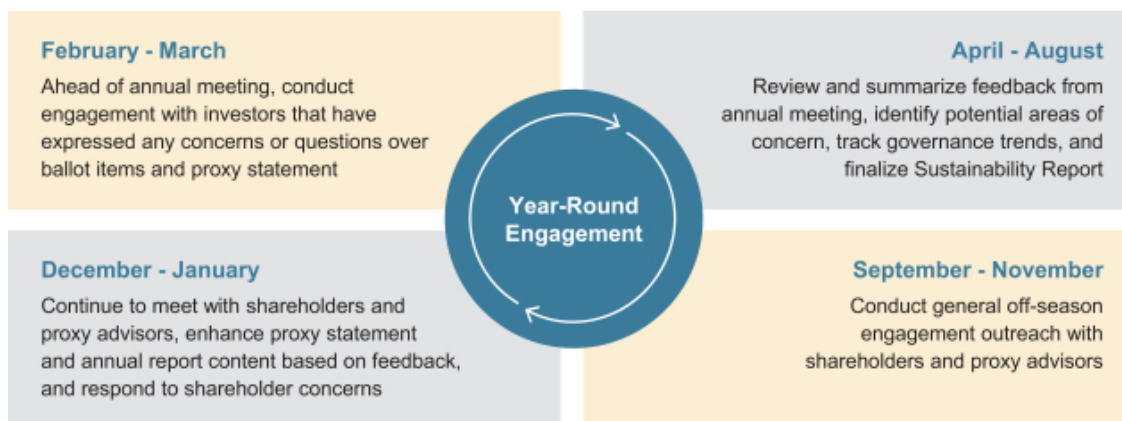 February - March
Ahead of annual meeting, conduct
engagement with investors that have
expressed any concerns or questions over
ballot items and proxy statement
April - August
Review and summarize feedback from
annual meeting, identify potential areas of
concern, track governance trends, and
finalize Sustainability Report
Year-Round
Engagement
December - January
Continue to meet with shareholders and
proxy advisors, enhance proxy statement
and annual report content based on feedback,
and respond to shareholder concerns
September - November
Conduct general off-season
engagement outreach with
shareholders and proxy advisors